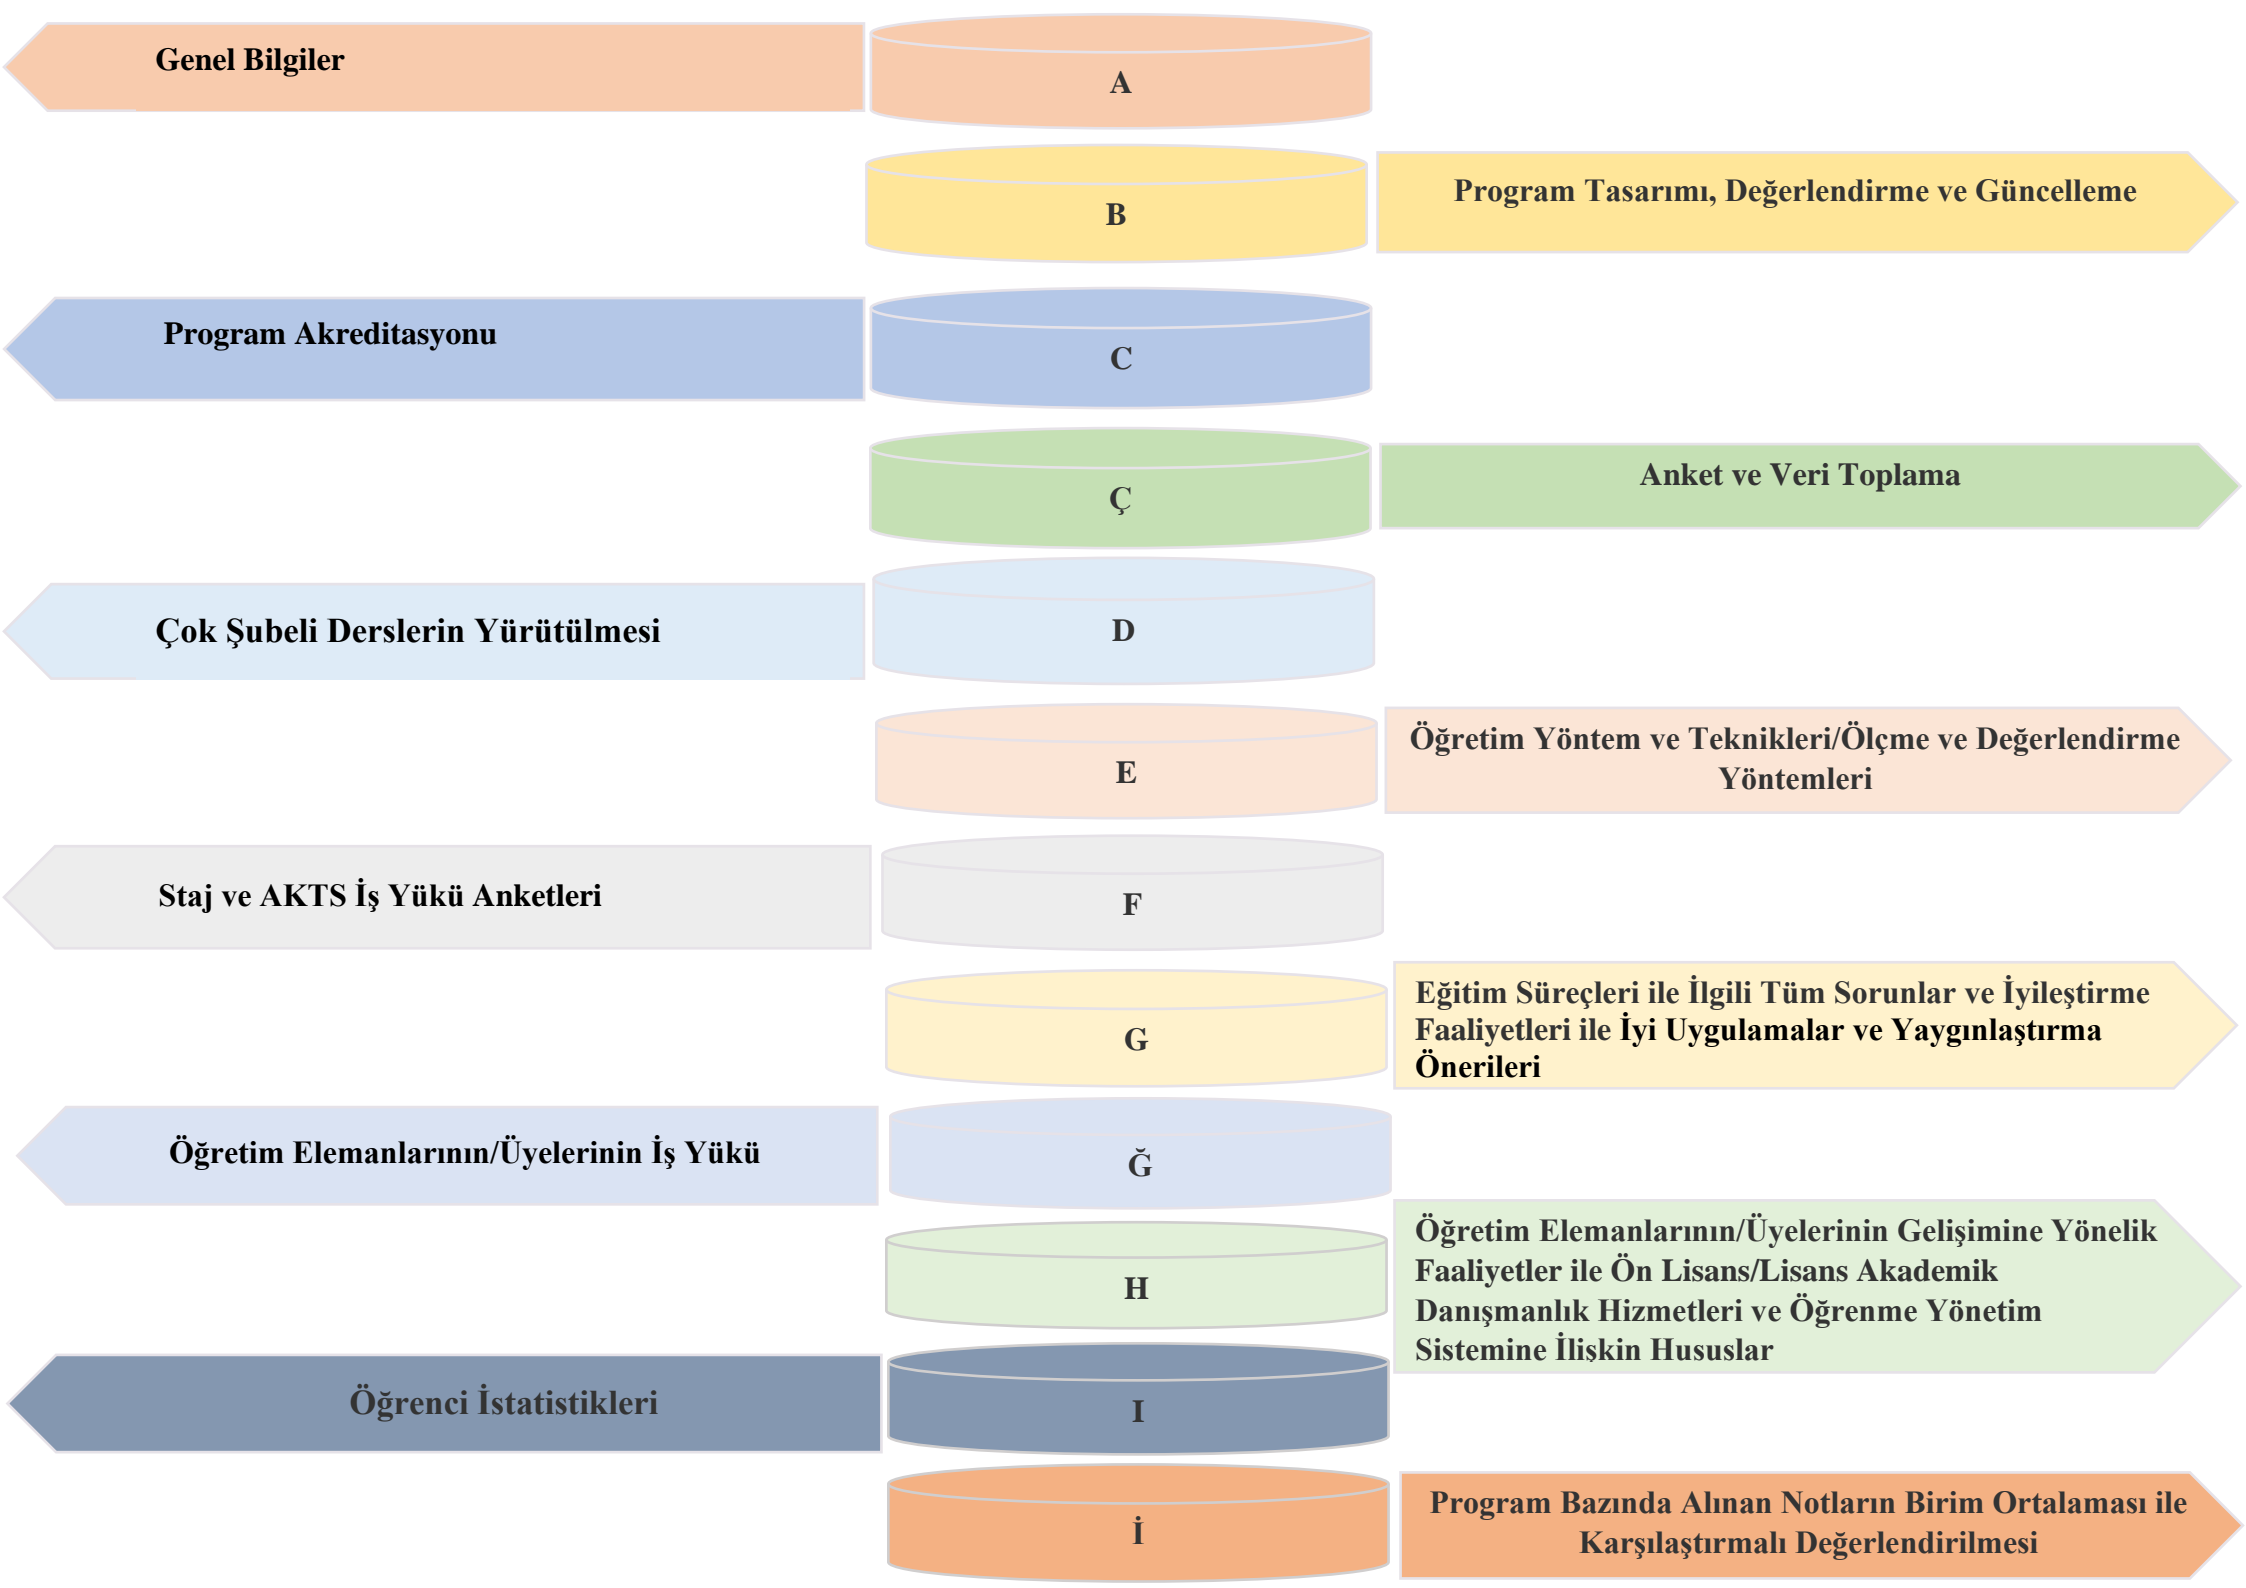 Genel Bilgiler
A
B
Program Tasarımı, Değerlendirme ve Güncelleme
Program Akreditasyonu
C
Ç
Anket ve Veri Toplama
Çok Şubeli Derslerin Yürütülmesi
D
E
Öğretim Yöntem ve Teknikleri/Ölçme ve Değerlendirme
Yöntemleri
Staj ve AKTS İş Yükü Anketleri
F
G
Eğitim Süreçleri ile İlgili Tüm Sorunlar ve İyileştirme
Faaliyetleri ile İyi Uygulamalar ve Yaygınlaştırma
Önerileri
Öğretim Elemanlarının/Üyelerinin İş Yükü
Ğ
H
Öğretim Elemanlarının/Üyelerinin Gelişimine Yönelik
Faaliyetler ile Ön Lisans/Lisans Akademik
Danışmanlık Hizmetleri ve Öğrenme Yönetim
Sistemine İlişkin Hususlar
Öğrenci İstatistikleri
I
İ
Program Bazında Alınan Notların Birim Ortalaması ile
Karşılaştırmalı Değerlendirilmesi